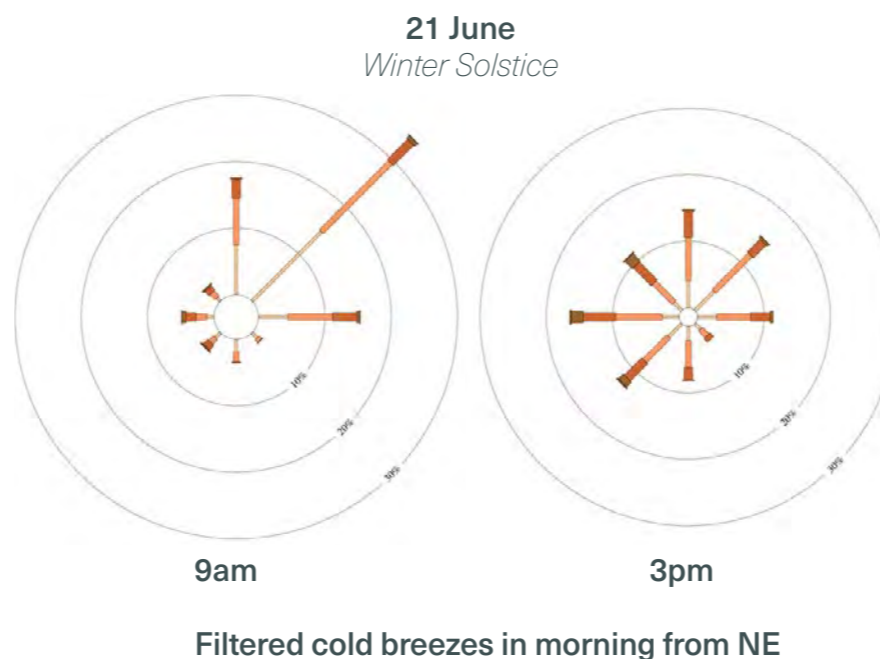 21 June
Winter Solstice
10%
20%
30%
10%
20%
30%
9am
3pm
Filtered cold breezes in morning from NE